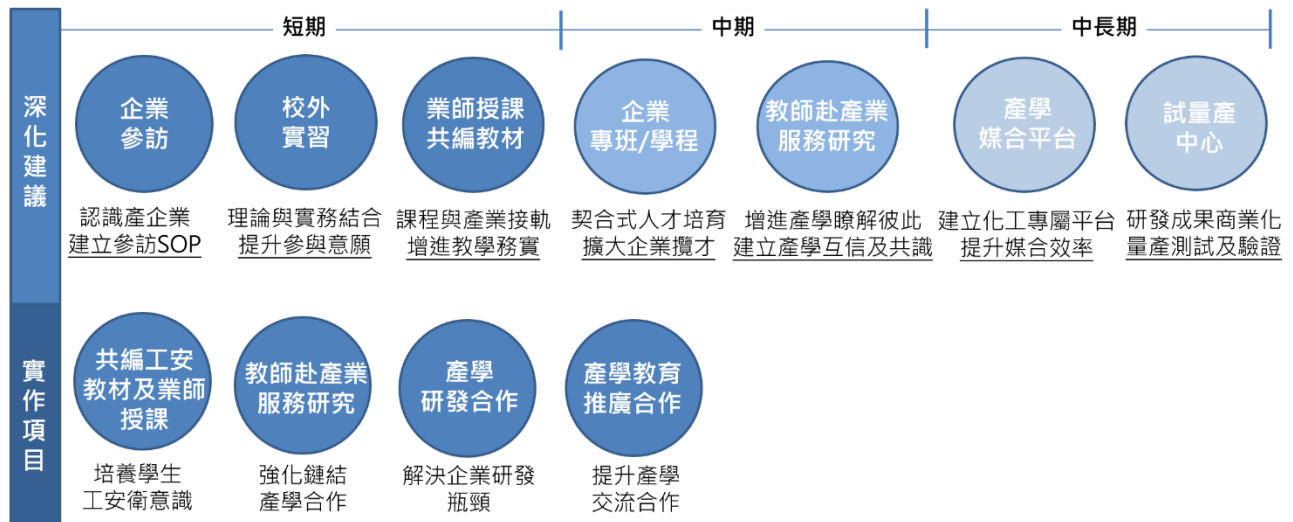 短期
中期
中長期
深化建議
企業
參訪
校外
實習
業師授課
共編教材
企業
專班/學程
教師赴產業
服務研究
產學
媒合平台
試量產
中心
認識產企業
建立參訪SOP
理論與實務結合
提升參與意願
課程與產業接軌
增進教學務實
契合式人才培育
擴大企業攬才
增進產學瞭解彼此
建立產學互信及共識
建立化工專屬平台
提升媒合效率
研發成果商業化
量產測試及驗證
實作項目
共編工安
教材及業師
授課
教師赴產業
服務研究
產學
研發合作
產學教育
推廣合作
培養學生
工安衛意識
強化鏈結
產學合作
解決企業研發
瓶頸
提升產學
交流合作